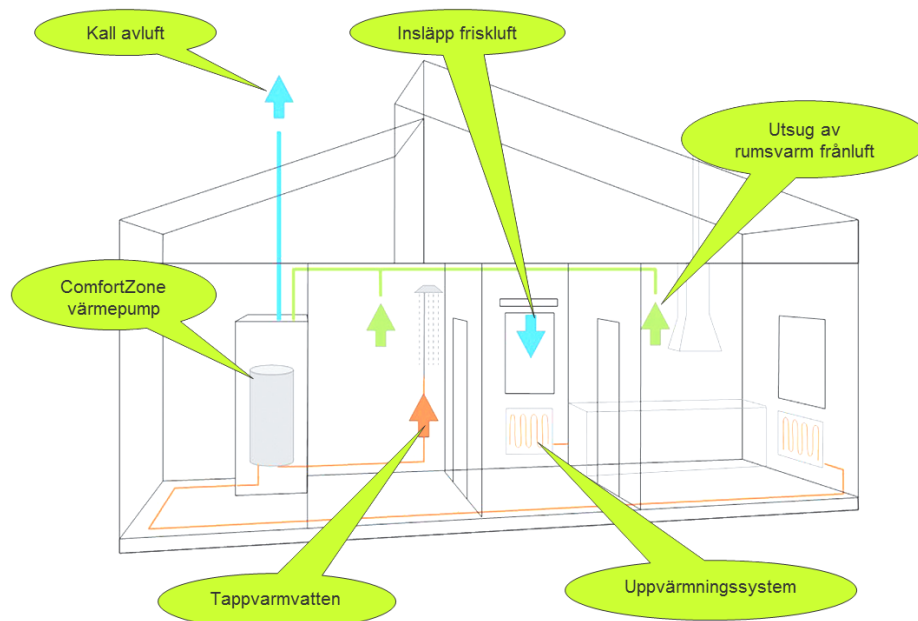 Kall avluft
Insläpp friskluft
Utsug av
rumsvarm frånluft
ComfortZone
värmepump
Tappvarmvatten
Uppvärmningssystem